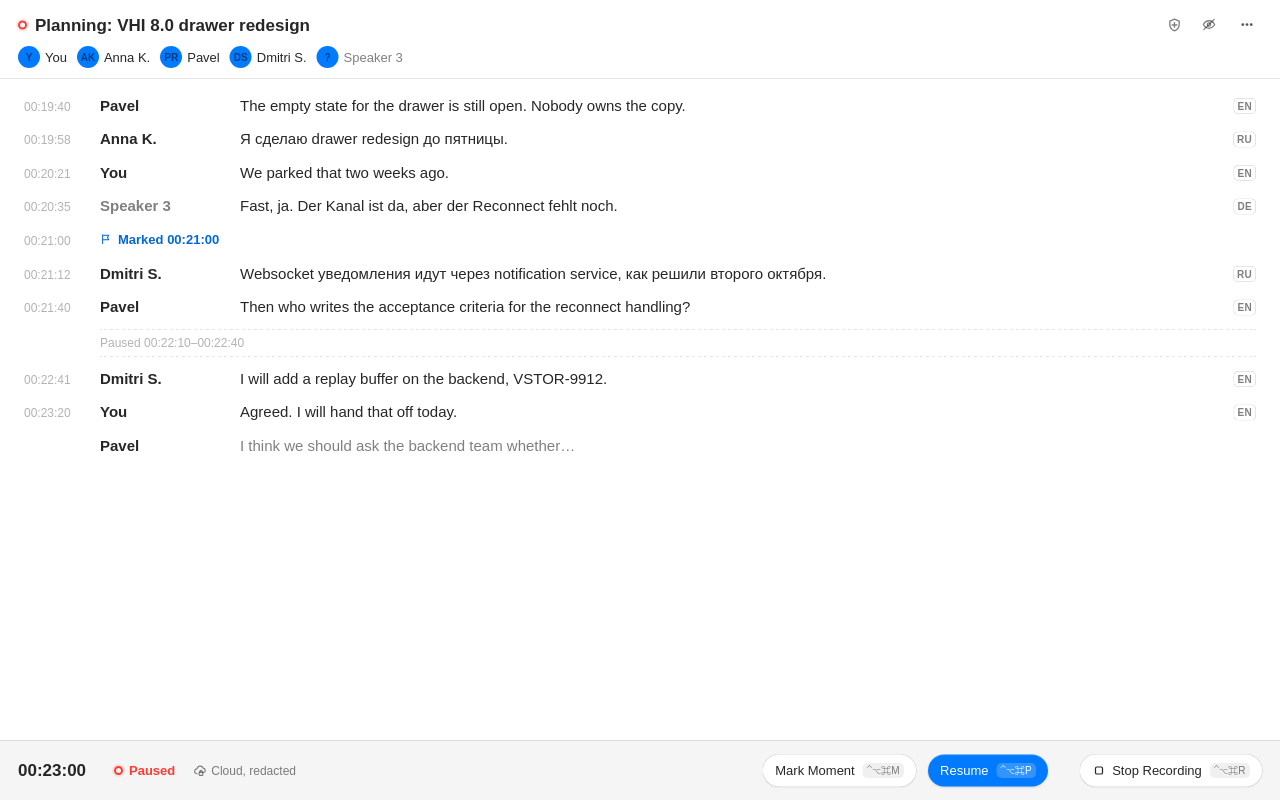 Planning: VHI 8.0 drawer redesign
Y You AK Anna K. PR Pavel DS Dmitri S. ? Speaker 3
00:19:40 Pavel The empty state for the drawer is still open. Nobody owns the copy. EN
00:19:58 Anna K. Я сделаю drawer redesign до пятницы. RU
00:20:21 You We parked that two weeks ago. EN
00:20:35 Speaker 3 Fast, ja. Der Kanal ist da, aber der Reconnect fehlt noch. DE
00:21:00 Marked 00:21:00
00:21:12 Dmitri S. Websocket уведомления идут через notification service, как решили второго октября. RU
00:21:40 Pavel Then who writes the acceptance criteria for the reconnect handling? EN
Paused 00:22:10–00:22:40
00:22:41 Dmitri S. I will add a replay buffer on the backend, VSTOR-9912. EN
00:23:20 You Agreed. I will hand that off today. EN
Pavel I think we should ask the backend team whether…
00:23:00 Paused Cloud, redacted Mark Moment ^⌥⌘M Resume ^⌥⌘P Stop Recording ^⌥⌘R